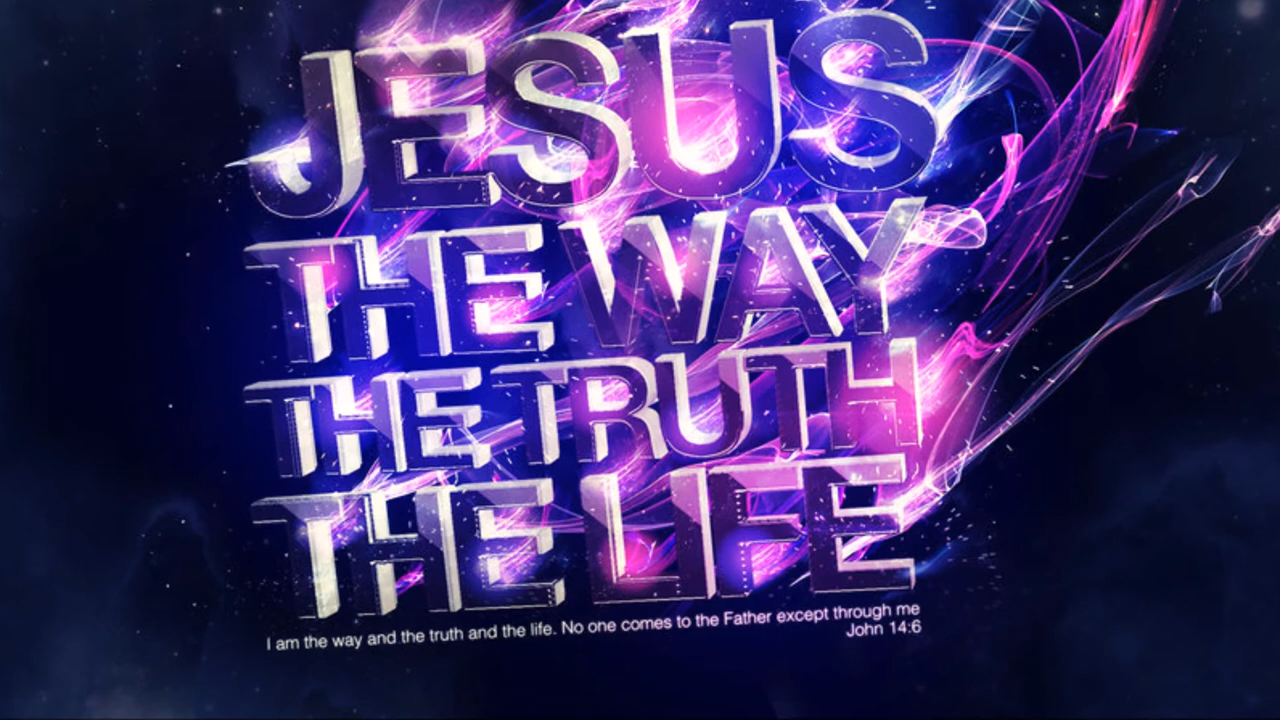 JESUS
THE WAY
THE TRUTH
THE LIFE
I am the way and the truth and the life. No one comes to the Father except through me
John 14:6